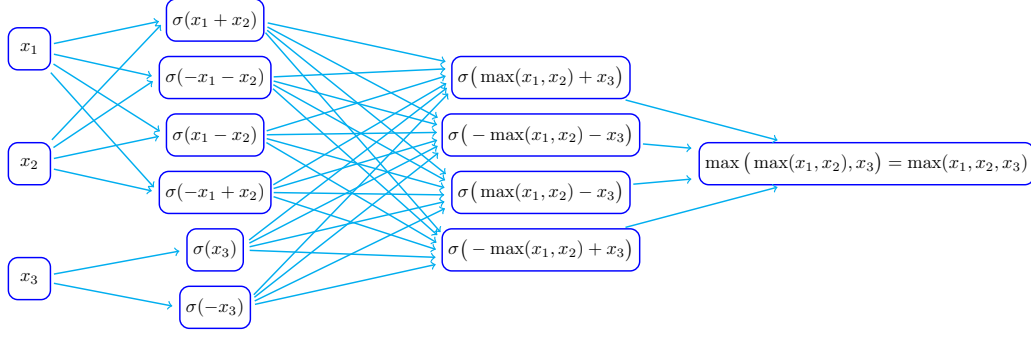 x₁
x₂
x₃
σ(x₁ + x₂)
σ(−x₁ − x₂)
σ(x₁ − x₂)
σ(−x₁ + x₂)
σ(x₃)
σ(−x₃)
σ(max(x₁, x₂) + x₃)
σ(− max(x₁, x₂) − x₃)
σ(max(x₁, x₂) − x₃)
σ(− max(x₁, x₂) + x₃)
max (max(x₁, x₂), x₃) = max(x₁, x₂, x₃)